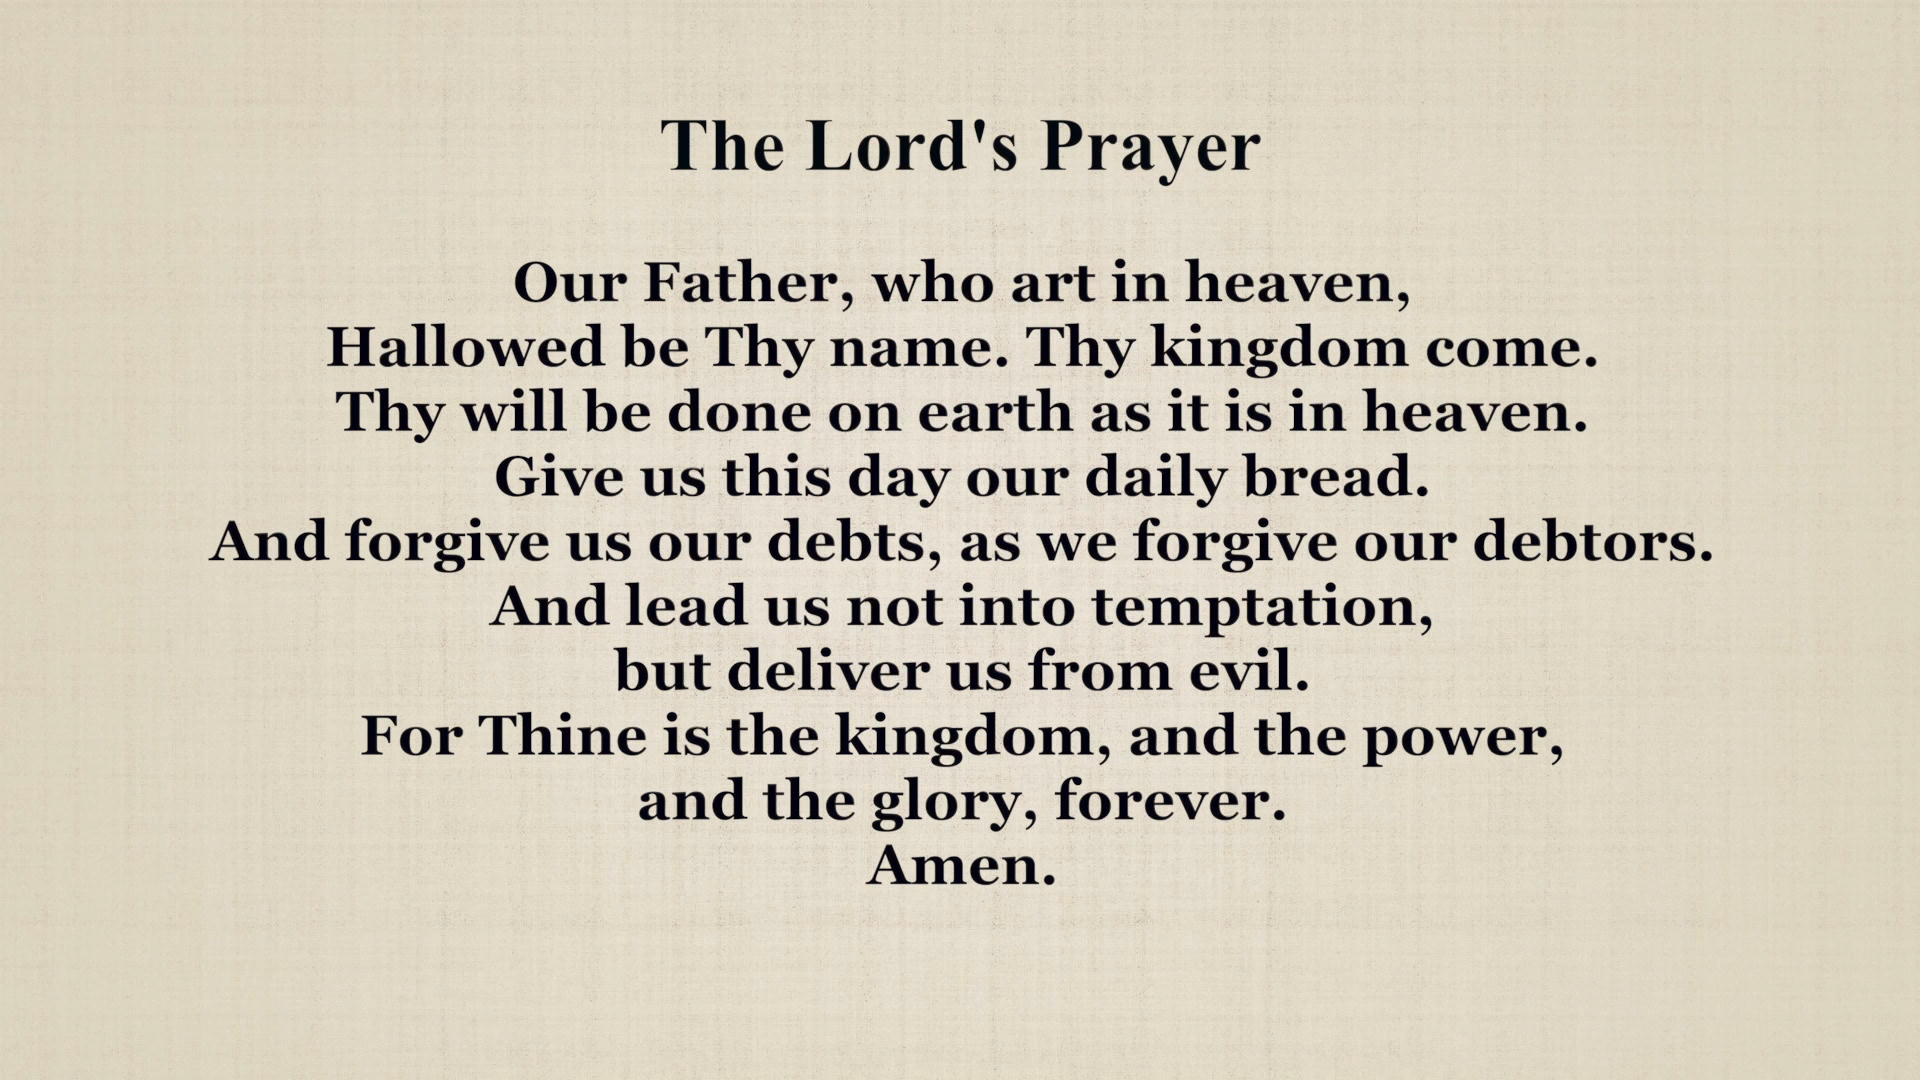 The Lord's Prayer
Our Father, who art in heaven,
Hallowed be Thy name. Thy kingdom come.
Thy will be done on earth as it is in heaven.
Give us this day our daily bread.
And forgive us our debts, as we forgive our debtors.
And lead us not into temptation,
but deliver us from evil.
For Thine is the kingdom, and the power,
and the glory, forever.
Amen.